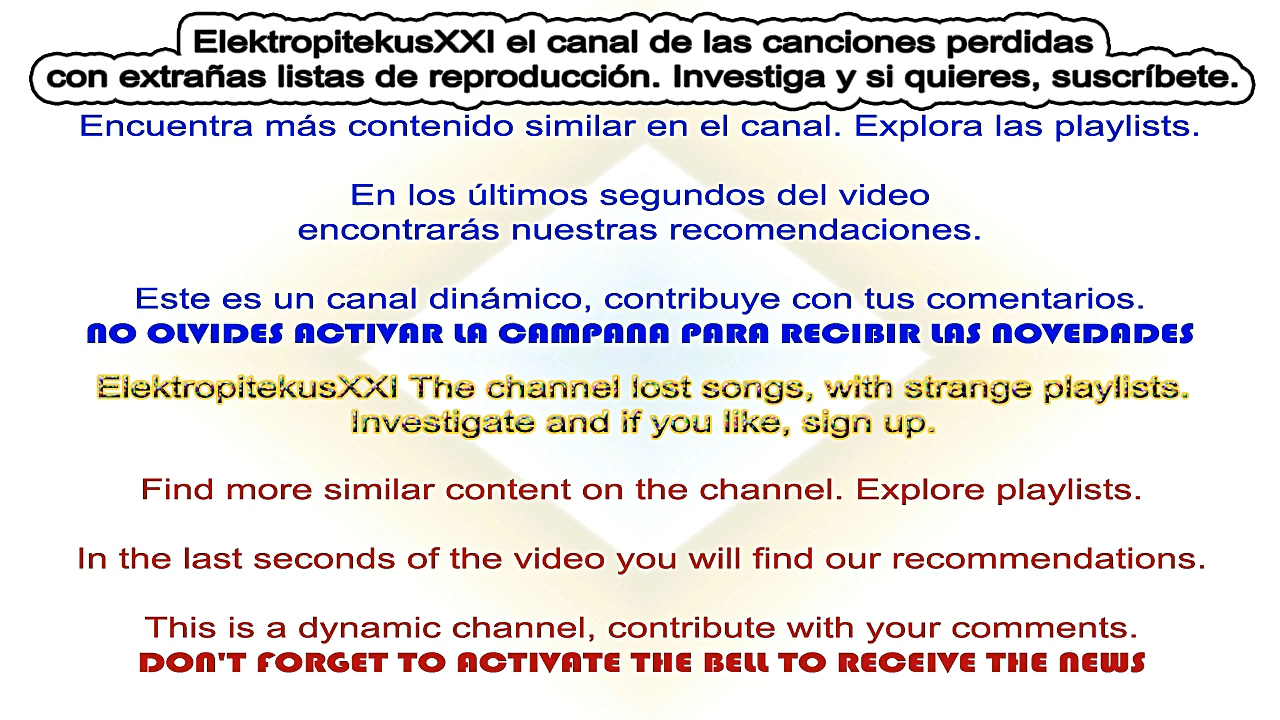 ElektropitekusXXI el canal de las canciones perdidas
con extrañas listas de reproducción. Investiga y si quieres, suscríbete.
Encuentra más contenido similar en el canal. Explora las playlists.
En los últimos segundos del video
encontrarás nuestras recomendaciones.
Este es un canal dinámico, contribuye con tus comentarios.
NO OLVIDES ACTIVAR LA CAMPANA PARA RECIBIR LAS NOVEDADES
ElektropitekusXXI The channel lost songs, with strange playlists.
Investigate and if you like, sign up.
Find more similar content on the channel. Explore playlists.
In the last seconds of the video you will find our recommendations.
This is a dynamic channel, contribute with your comments.
DON'T FORGET TO ACTIVATE THE BELL TO RECEIVE THE NEWS